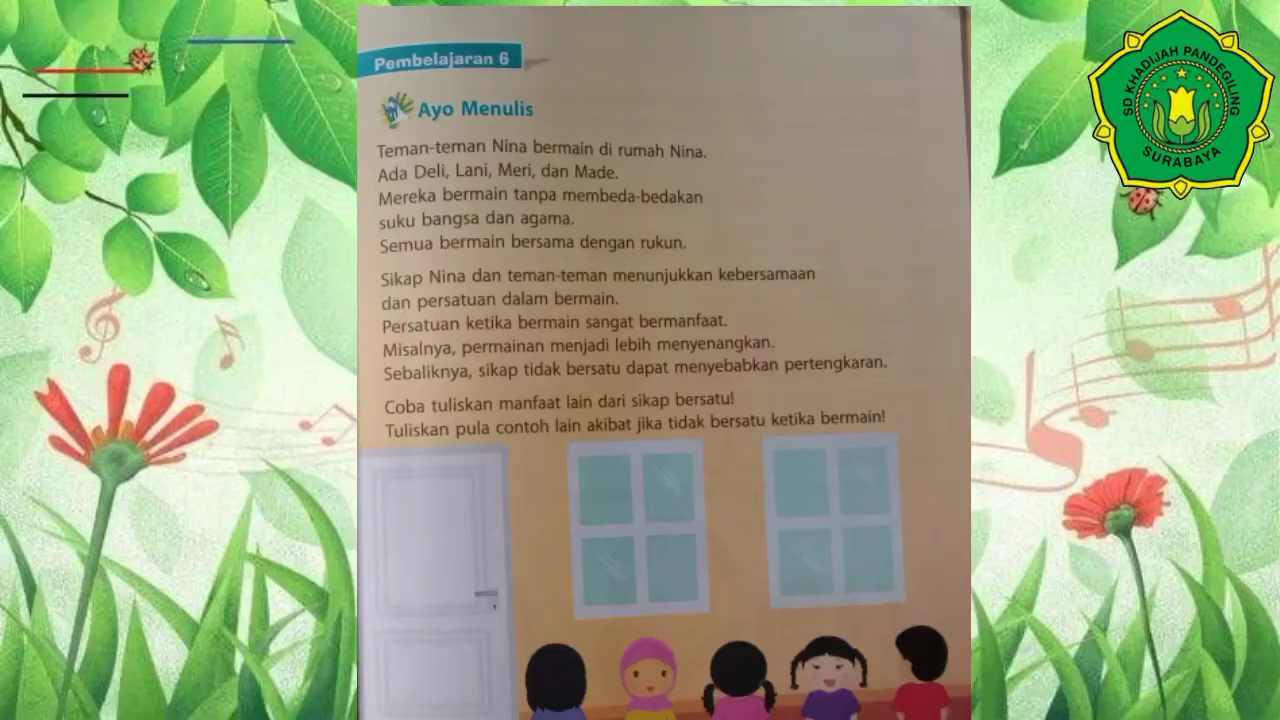 Pembelajaran 6
Ayo Menulis
Teman-teman Nina bermain di rumah Nina.
Ada Deli, Lani, Meri, dan Made.
Mereka bermain tanpa membeda-bedakan
suku bangsa dan agama.
Semua bermain bersama dengan rukun.
Sikap Nina dan teman-teman menunjukkan kebersamaan
dan persatuan dalam bermain.
Persatuan ketika bermain sangat bermanfaat.
Misalnya, permainan menjadi lebih menyenangkan.
Sebaliknya, sikap tidak bersatu dapat menyebabkan pertengkaran.
Coba tuliskan manfaat lain dari sikap bersatu!
Tuliskan pula contoh lain akibat jika tidak bersatu ketika bermain!
SD KHADIJAH PANDEGILING
SURABAYA